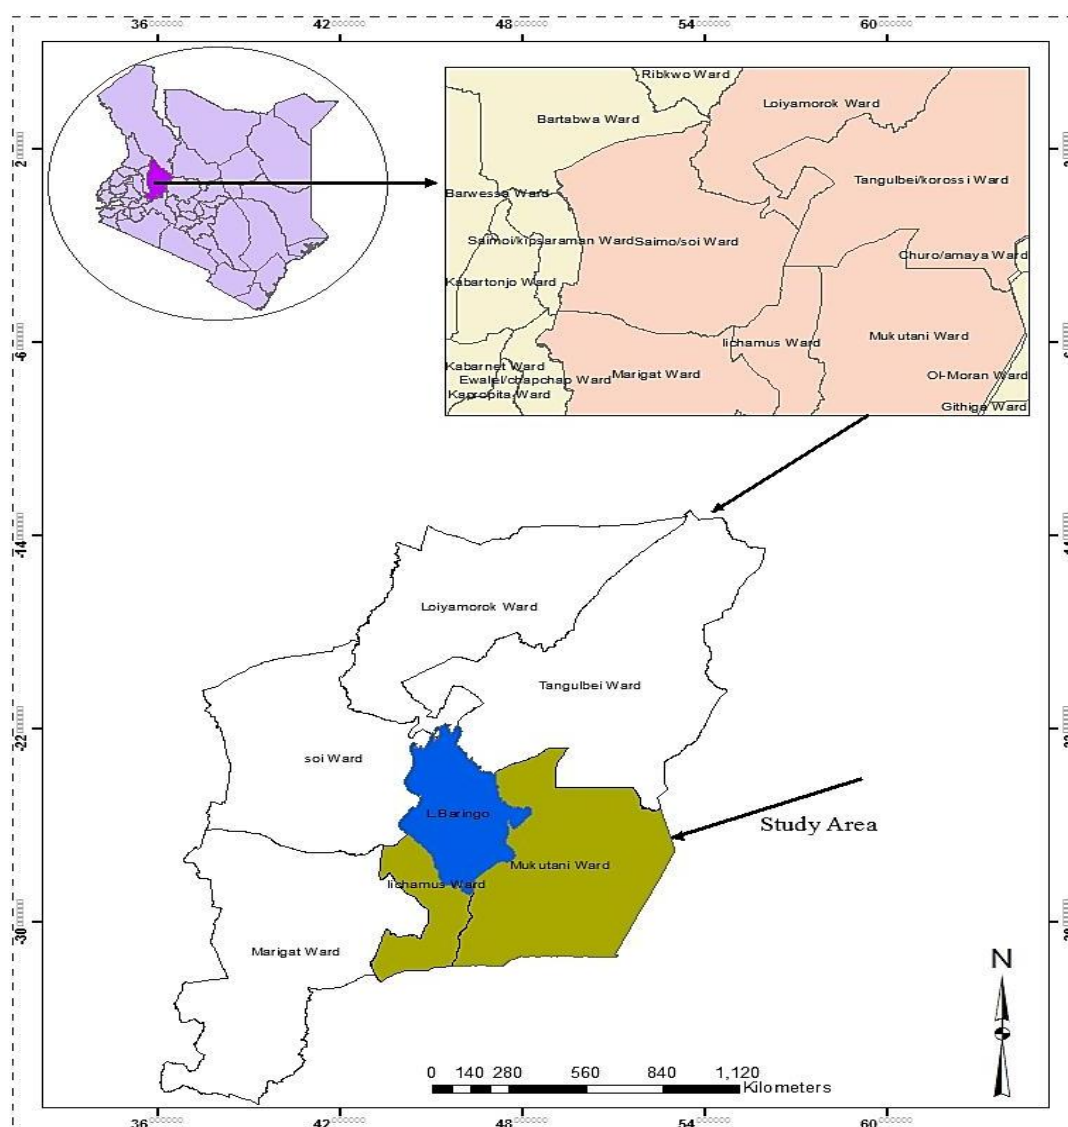 36
42
48
54
60
Ribkwo Ward
Loiyamorok Ward
Bartabwa Ward
Tangulbei/korossi Ward
Barwessa Ward
Saimoi/kipsaraman Ward
Saimo/soi Ward
Churo/amaya Ward
Kabartonjo Ward
Mukutani Ward
Ilchamus Ward
Kabarnet Ward
Marigat Ward
Ewalel/chapchap Ward
Ol-Moran Ward
Kapropita Ward
Githiga Ward
Loiyamorok Ward
Tangulbei Ward
soi Ward
L.Baringo
Study Area
Mukutani Ward
Ilchamus Ward
Marigat Ward
N
0 140 280 560 840 1,120
Kilometers
2
-6
-14
-22
-30
36
42
48
54
60